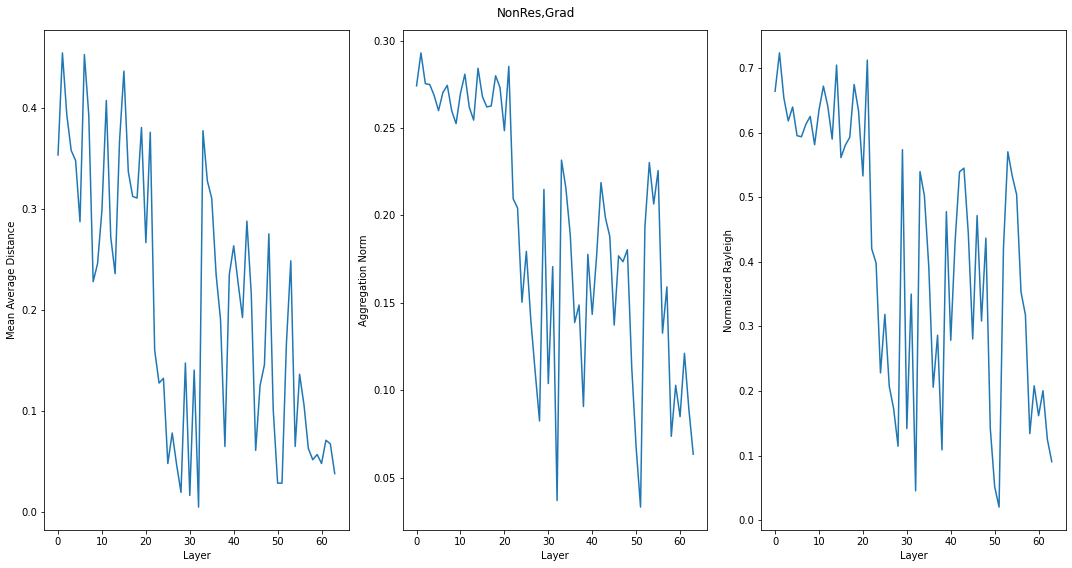 NonRes,Grad
Mean Average Distance
0.4
0.3
0.2
0.1
0.0
0 10 20 30 40 50 60
Layer
Aggregation Norm
0.30
0.25
0.20
0.15
0.10
0.05
0 10 20 30 40 50 60
Layer
Normalized Rayleigh
0.7
0.6
0.5
0.4
0.3
0.2
0.1
0.0
0 10 20 30 40 50 60
Layer